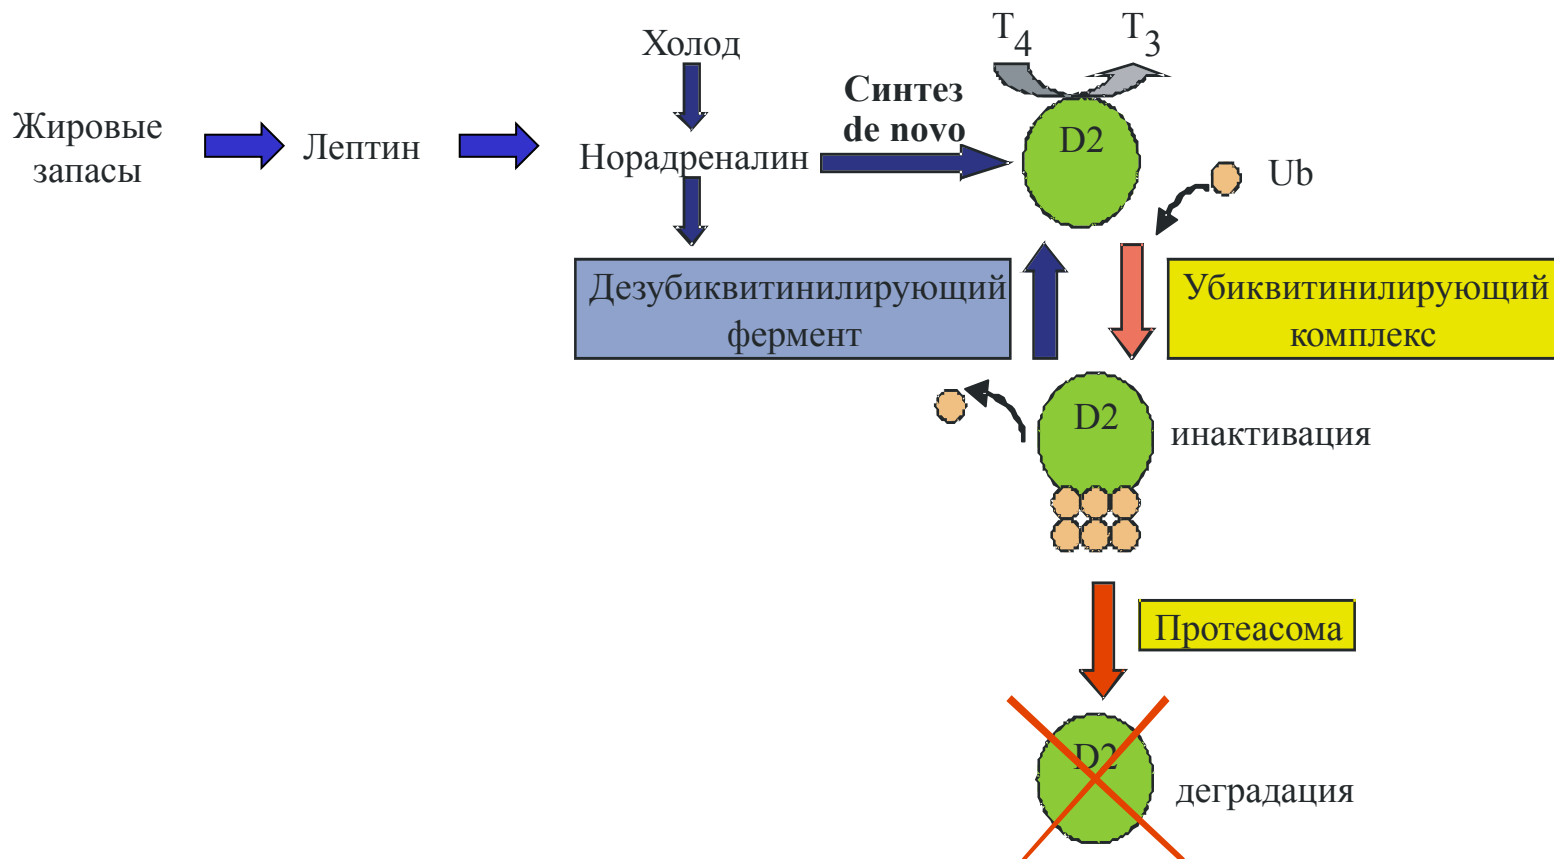 Холод
T4
T3
Синтез
de novo
Жировые
запасы
Лептин
Норадреналин
D2
Ub
Дезубиквитинилирующий
фермент
Убиквитинилирующий
комплекс
D2
инактивация
Протеасома
D2
деградация